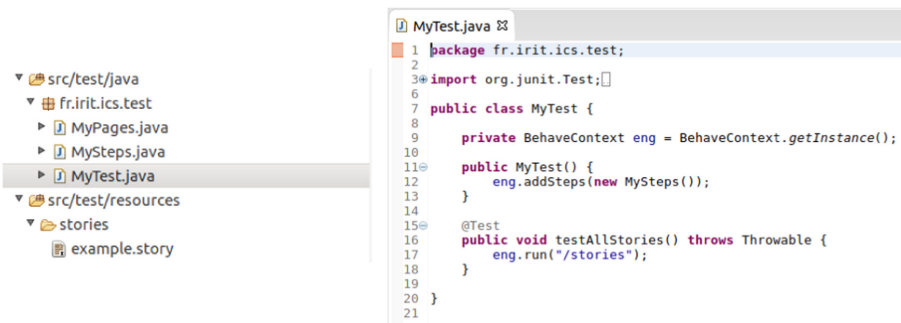 src/test/java
fr.irit.ics.test
MyPages.java
MySteps.java
MyTest.java
src/test/resources
stories
example.story
MyTest.java
1 package fr.irit.ics.test;
2
3 import org.junit.Test;
6
7 public class MyTest {
8
9 private BehaveContext eng = BehaveContext.getInstance();
10
11 public MyTest() {
12 eng.addSteps(new MySteps());
13 }
14
15 @Test
16 public void testAllStories() throws Throwable {
17 eng.run("/stories");
18 }
19
20 }
21